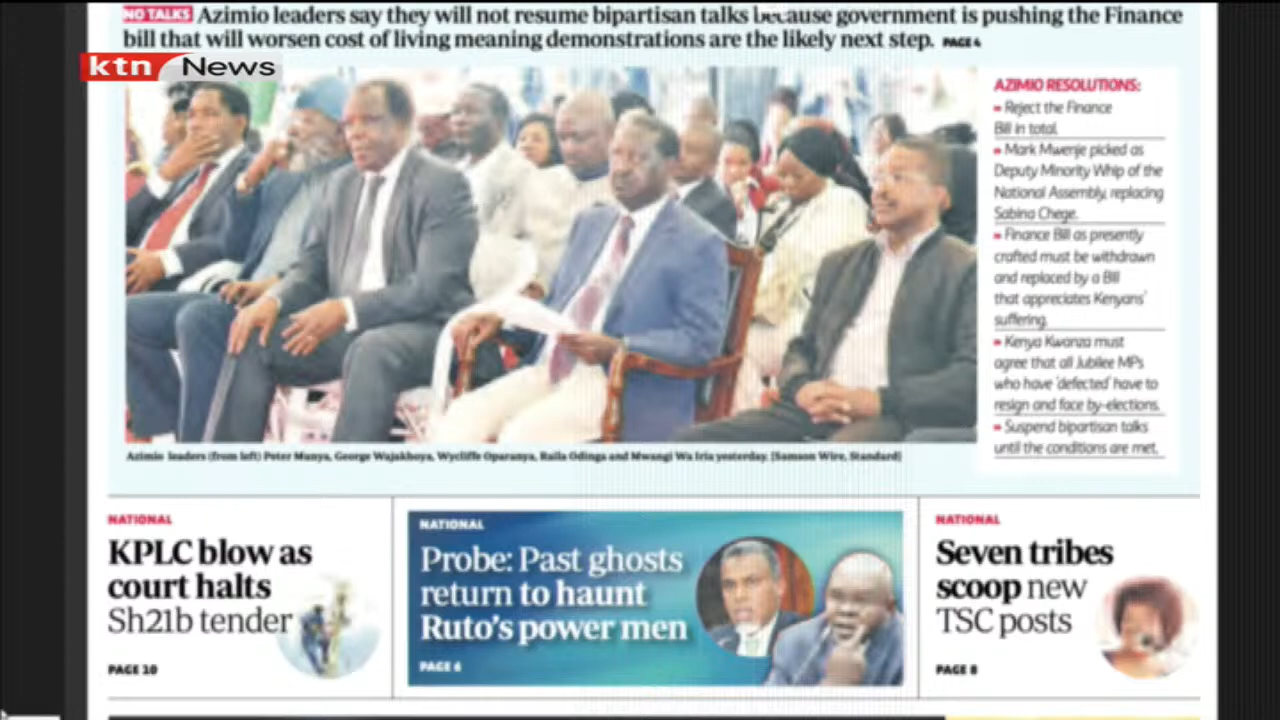 NO TALKS Azimio leaders say they will not resume bipartisan talks because government is pushing the Finance
bill that will worsen cost of living meaning demonstrations are the likely next step. PAGE 4
ktn News
AZIMIO RESOLUTIONS:
Reject the Finance
Bill in total.
Mark Mwenje picked as
Deputy Minority Whip of the
National Assembly, replacing
Sabina Chege.
Finance Bill as presently
crafted must be withdrawn
and replaced by a Bill
that appreciates Kenyans'
suffering.
Kenya Kwanza must
agree that all Jubilee MPs
who have 'defected' have to
resign and face by-elections.
Suspend bipartisan talks
until the conditions are met.
Azimio leaders (from left) Peter Munya, George Wajakhoya, Wycliffe Oparanya, Raila Odinga and Mwangi Wa Iria yesterday. [Samson Wire, Standard]
NATIONAL
KPLC blow as
court halts
Sh21b tender
PAGE 10
NATIONAL
Probe: Past ghosts
return to haunt
Ruto's power men
PAGE 6
NATIONAL
Seven tribes
scoop new
TSC posts
PAGE 8